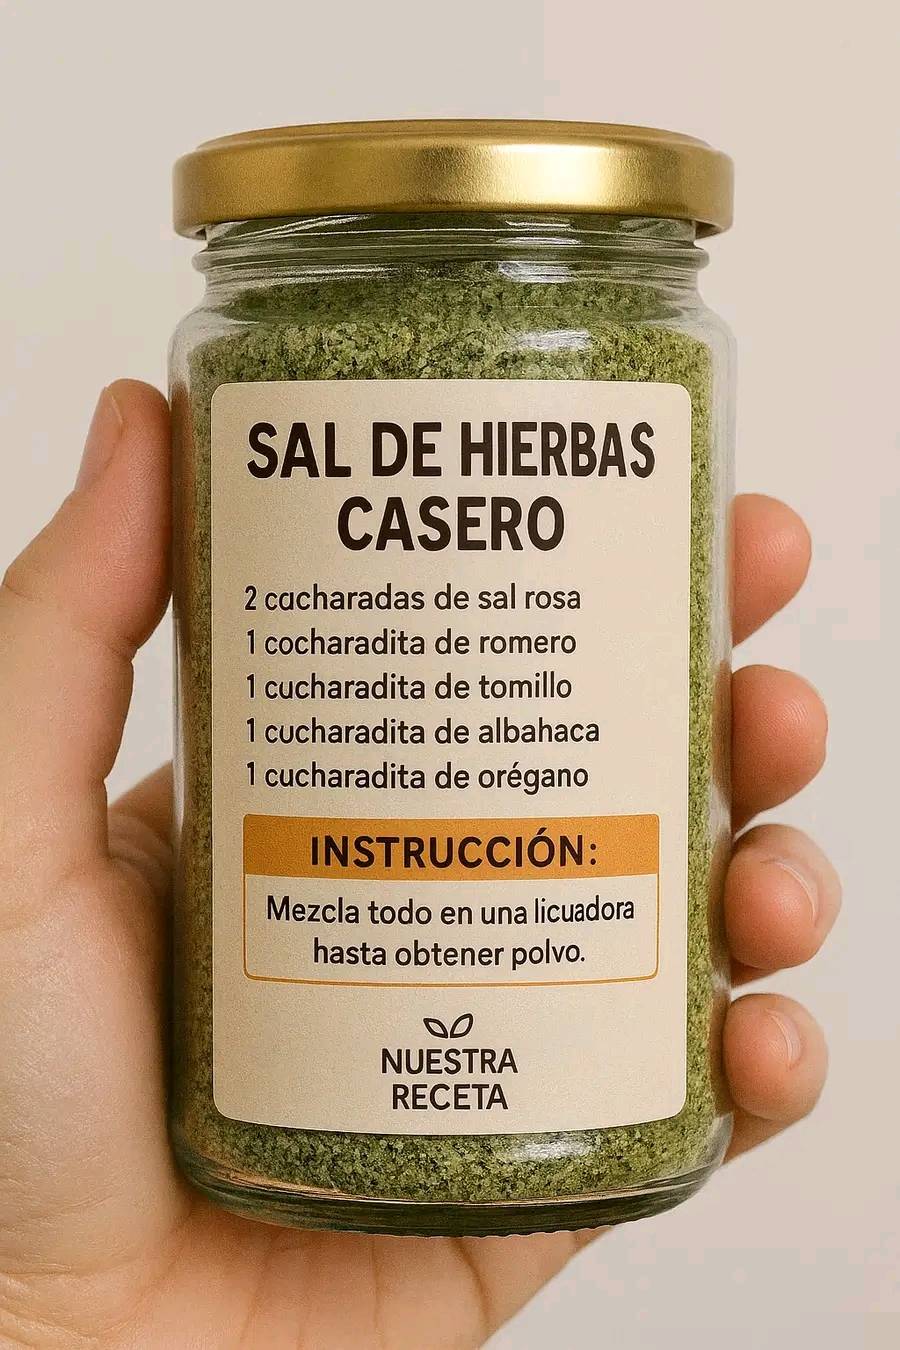 SAL DE HIERBAS
CASERO
2 cacharadas de sal rosa
1 cocharadita de romero
1 cucharadita de tomillo
1 cucharadita de albahaca
1 cucharadita de orégano
INSTRUCCIÓN:
Mezcla todo en una licuadora
hasta obtener polvo.
NUESTRA
RECETA